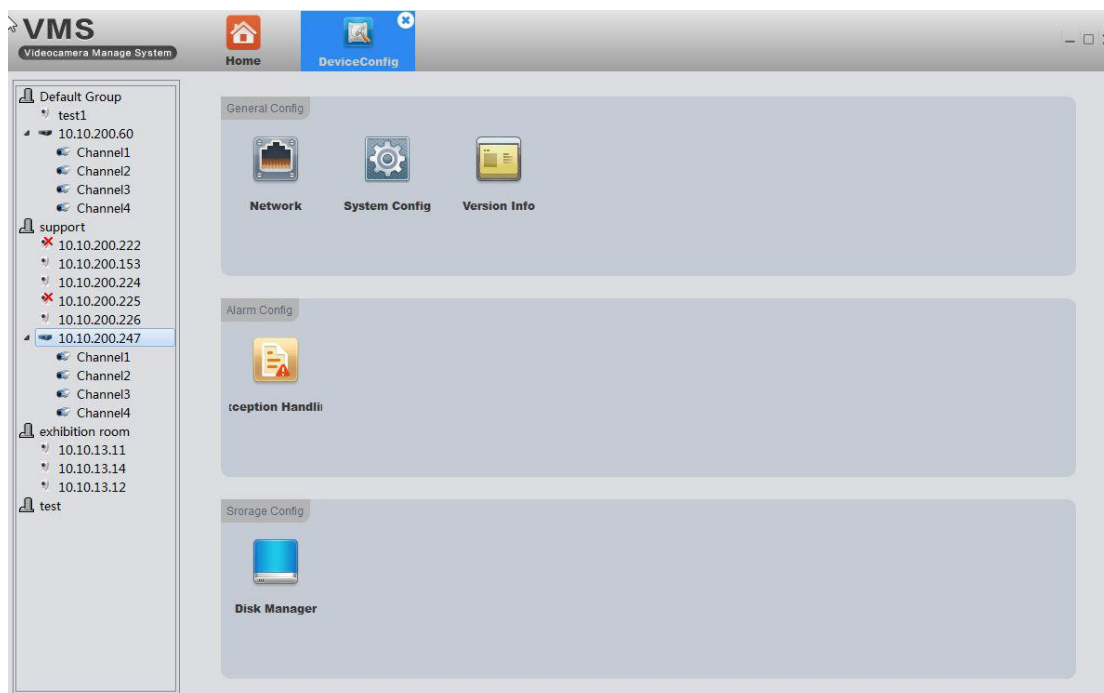 VMS
Videocamera Manage System
Home
DeviceConfig
Default Group
test1
10.10.200.60
Channel1
Channel2
Channel3
Channel4
support
10.10.200.222
10.10.200.153
10.10.200.224
10.10.200.225
10.10.200.226
10.10.200.247
Channel1
Channel2
Channel3
Channel4
exhibition room
10.10.13.11
10.10.13.14
10.10.13.12
test
General Config
Network
System Config
Version Info
Alarm Config
ception Handli
Srorage Config
Disk Manager